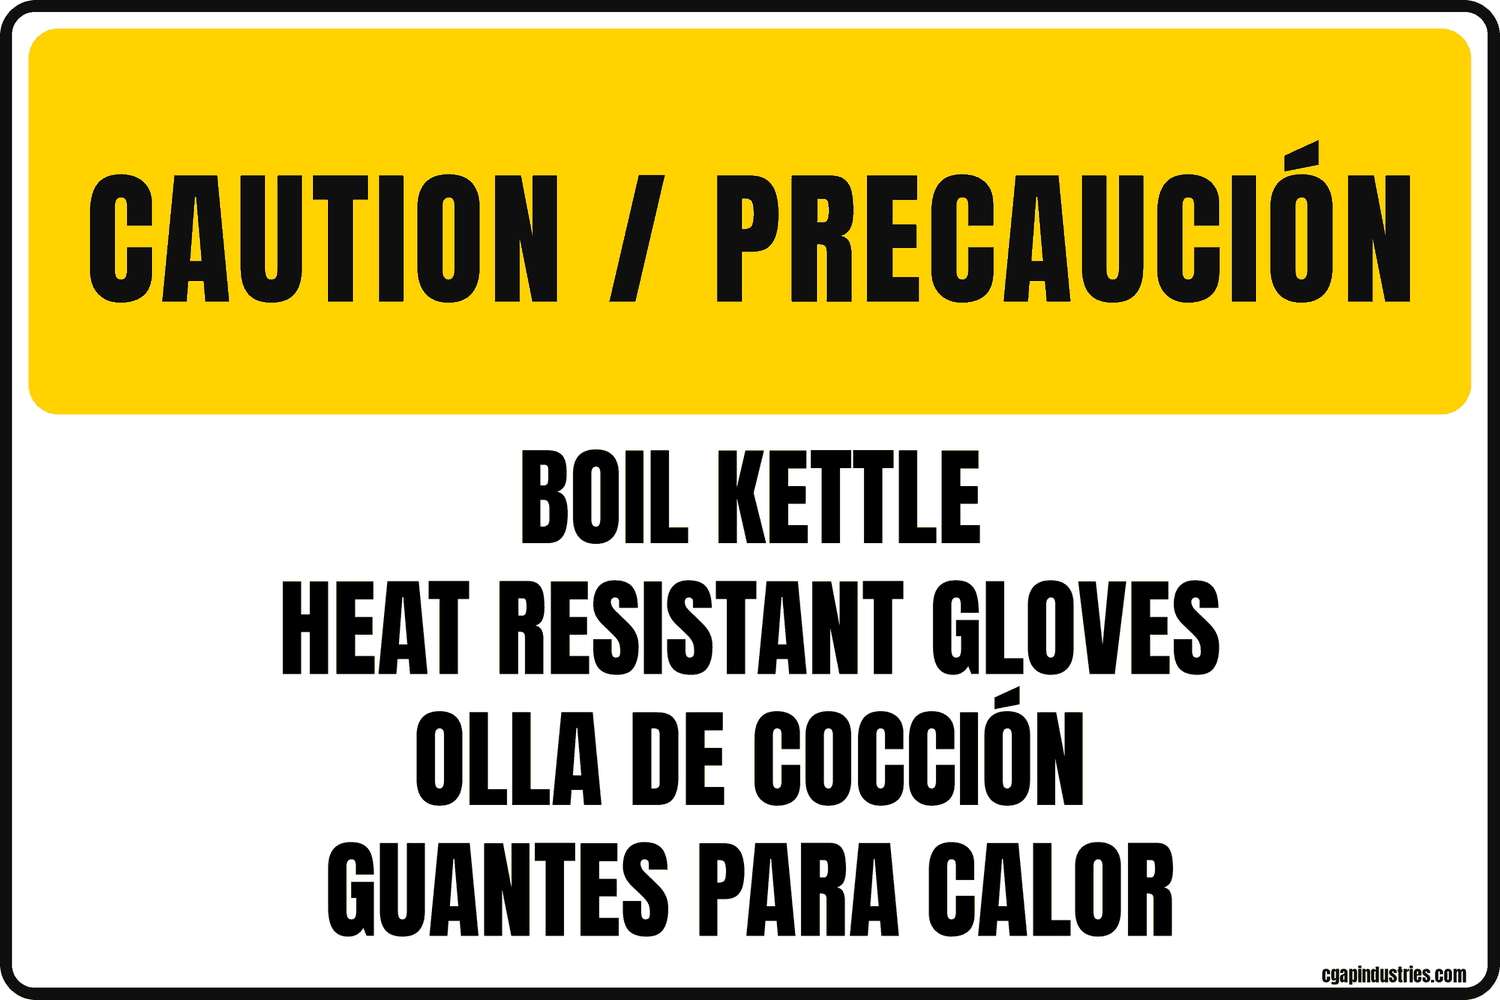 CAUTION / PRECAUCIÓN
BOIL KETTLE
HEAT RESISTANT GLOVES
OLLA DE COCCIÓN
GUANTES PARA CALOR
cgapindustries.com